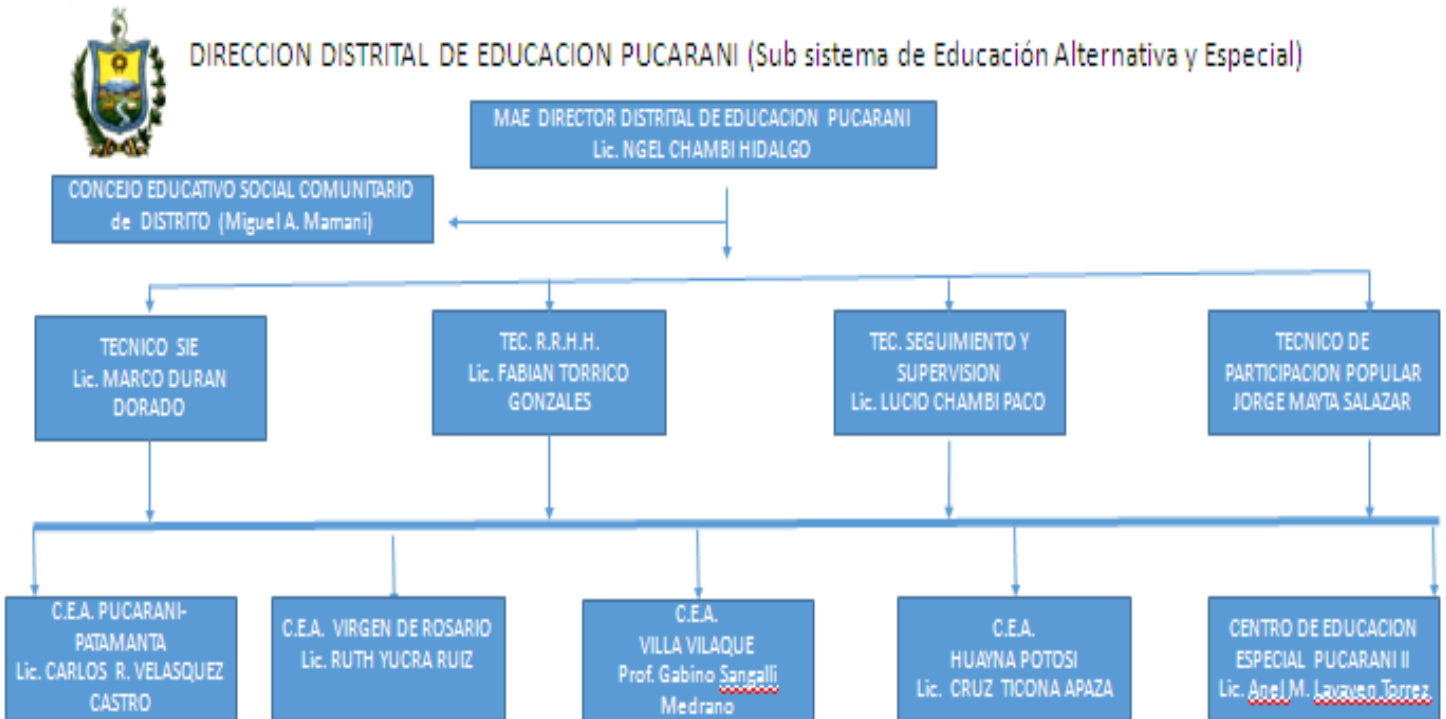 DIRECCION DISTRITAL DE EDUCACION PUCARANI (Sub sistema de Educación Alternativa y Especial)
MAE DIRECTOR DISTRITAL DE EDUCACION PUCARANI
Lic. NGEL CHAMBI HIDALGO
CONCEJO EDUCATIVO SOCIAL COMUNITARIO
de DISTRITO (Miguel A. Mamani)
TECNICO SIE
Lic. MARCO DURAN
DORADO
TEC. R.R.H.H.
Lic. FABIAN TORRICO
GONZALES
TEC. SEGUIMIENTO Y
SUPERVISION
Lic. LUCIO CHAMBI PACO
TECNICO DE
PARTICIPACION POPULAR
JORGE MAYTA SALAZAR
C.E.A. PUCARANI-
PATAMANTA
Lic. CARLOS R. VELASQUEZ
CASTRO
C.E.A. VIRGEN DE ROSARIO
Lic. RUTH YUCRA RUIZ
C.E.A.
VILLA VILAQUE
Prof. Gabino Sangalli
Medrano
C.E.A.
HUAYNA POTOSI
Lic. CRUZ TICONA APAZA
CENTRO DE EDUCACION
ESPECIAL PUCARANI II
Lic. Anel M. Lavayen Torrez